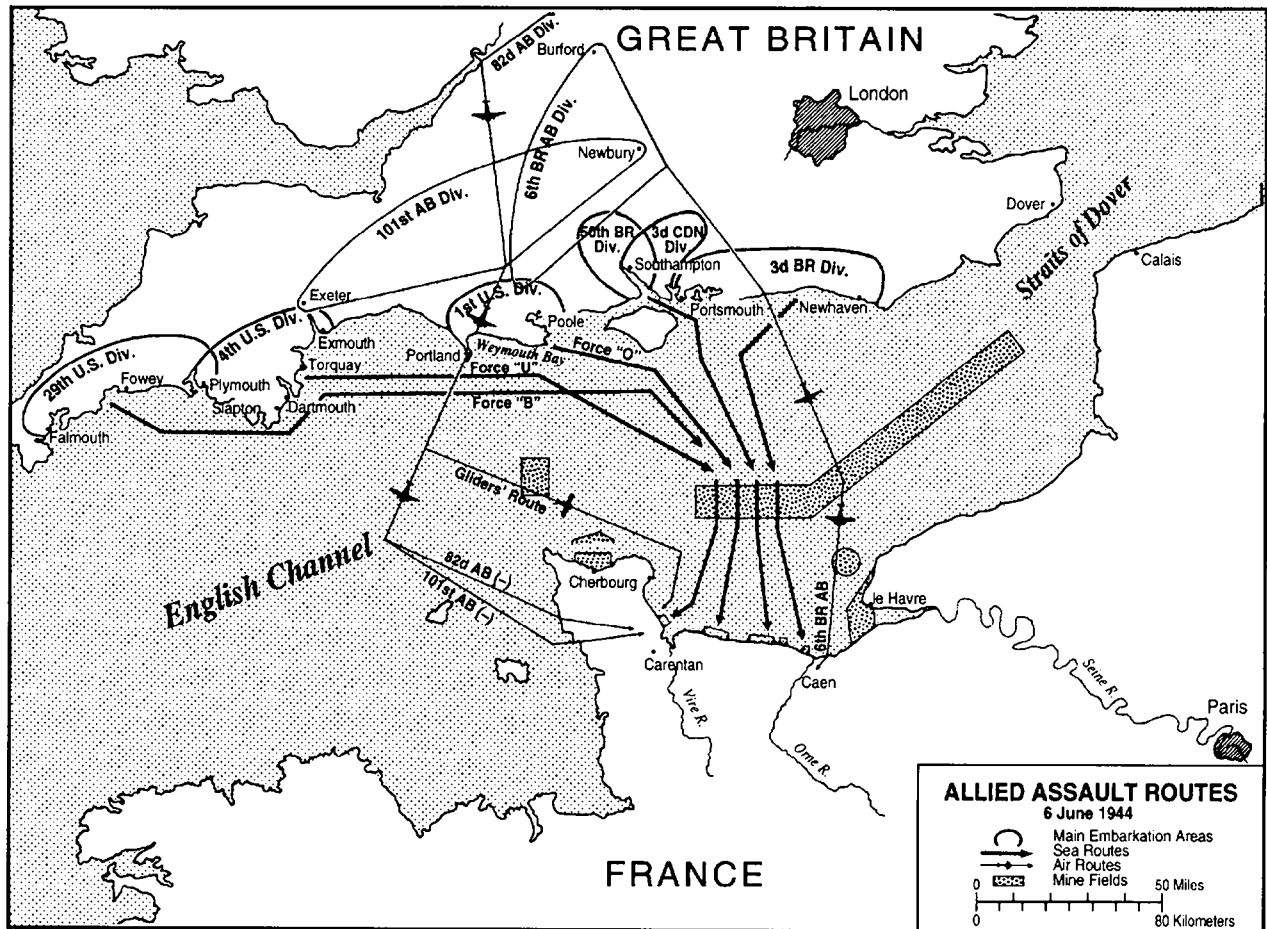 GREAT BRITAIN
82d AB Div.
Burford
London
6th BR AB Div.
Newbury
101st AB Div.
Dover
Straits of Dover
Calais
50th BR
Div.
3d CDN
Div.
Southampton
3d BR Div.
Exeter
1st U.S. Div.
Poole
Portsmouth
Newhaven
4th U.S. Div.
Exmouth
Portland
Weymouth Bay
Force "O"
29th U.S. Div.
Fowey
Plymouth
Torquay
Force "U"
Slapton
Dartmouth
Force "B"
Falmouth
Gliders' Route
English Channel
82d AB (-)
101st AB (-)
Cherbourg
6th BR AB
le Havre
Carentan
Caen
Vire R.
Orne R.
Seine R.
Paris
FRANCE
ALLIED ASSAULT ROUTES
6 June 1944
Main Embarkation Areas
Sea Routes
Air Routes
Mine Fields
0 50 Miles
0 80 Kilometers